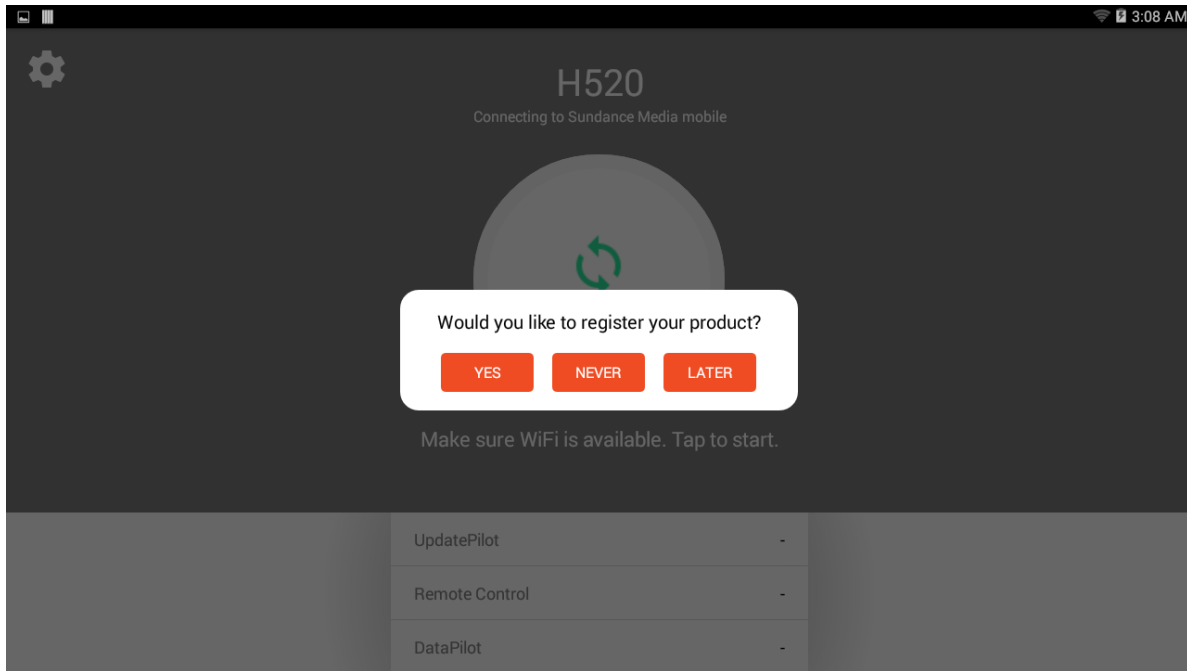 3:08 AM
H520
Connecting to Sundance Media mobile
Would you like to register your product?
YES NEVER LATER
Make sure WiFi is available. Tap to start.
UpdatePilot -
Remote Control -
DataPilot -